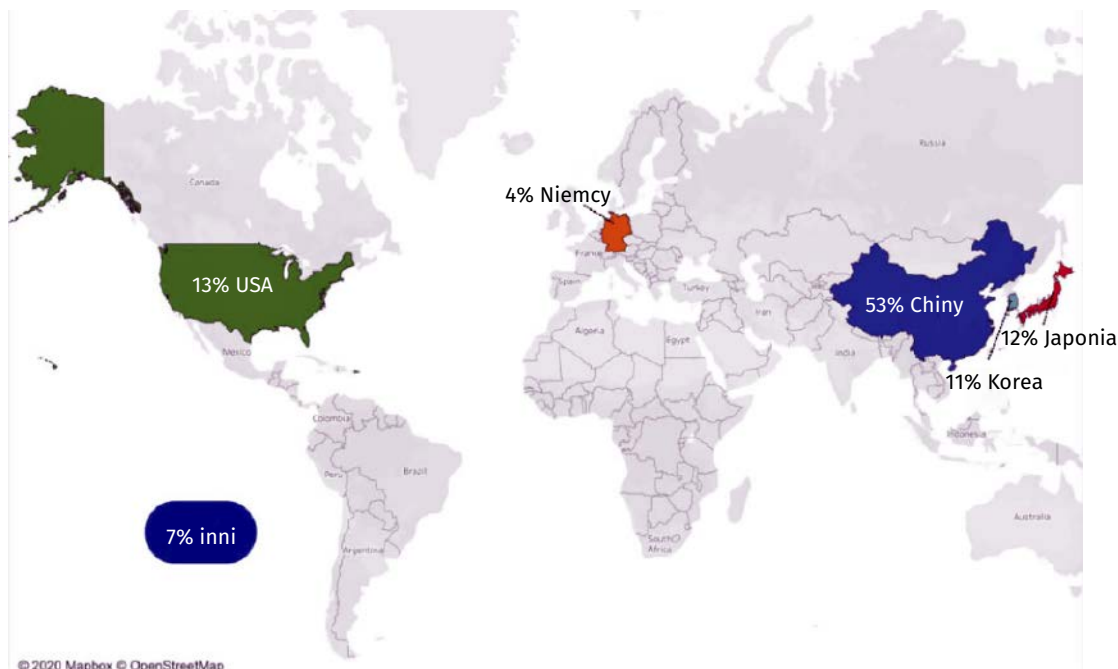 Russia
Canada
4% Niemcy
France
Spain
Turkey
13% USA
53% Chiny
Iran
Algeria
Egypt
12% Japonia
Mexico
India
11% Korea
Colombia
Indonesia
Peru
Brazil
7% inni
Australia
South
Africa
Argentina
© 2020 Mapbox © OpenStreetMap